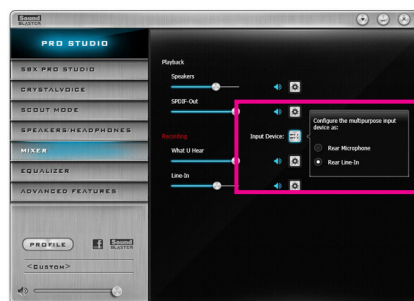 Sound
BLASTER
PRO STUDIO
SBX PRO STUDIO
CRYSTALVOICE
SCOUT MODE
SPEAKERS/HEADPHONES
MIXER
EQUALIZER
ADVANCED FEATURES
PROFILE
f
Sound
BLASTER
<CUSTOM>
Playback
Speakers
SPDIF-Out
Recording
Input Device:
What U Hear
Line-In
Configure the multipurpose input
device as:
Rear Microphone
Rear Line-In